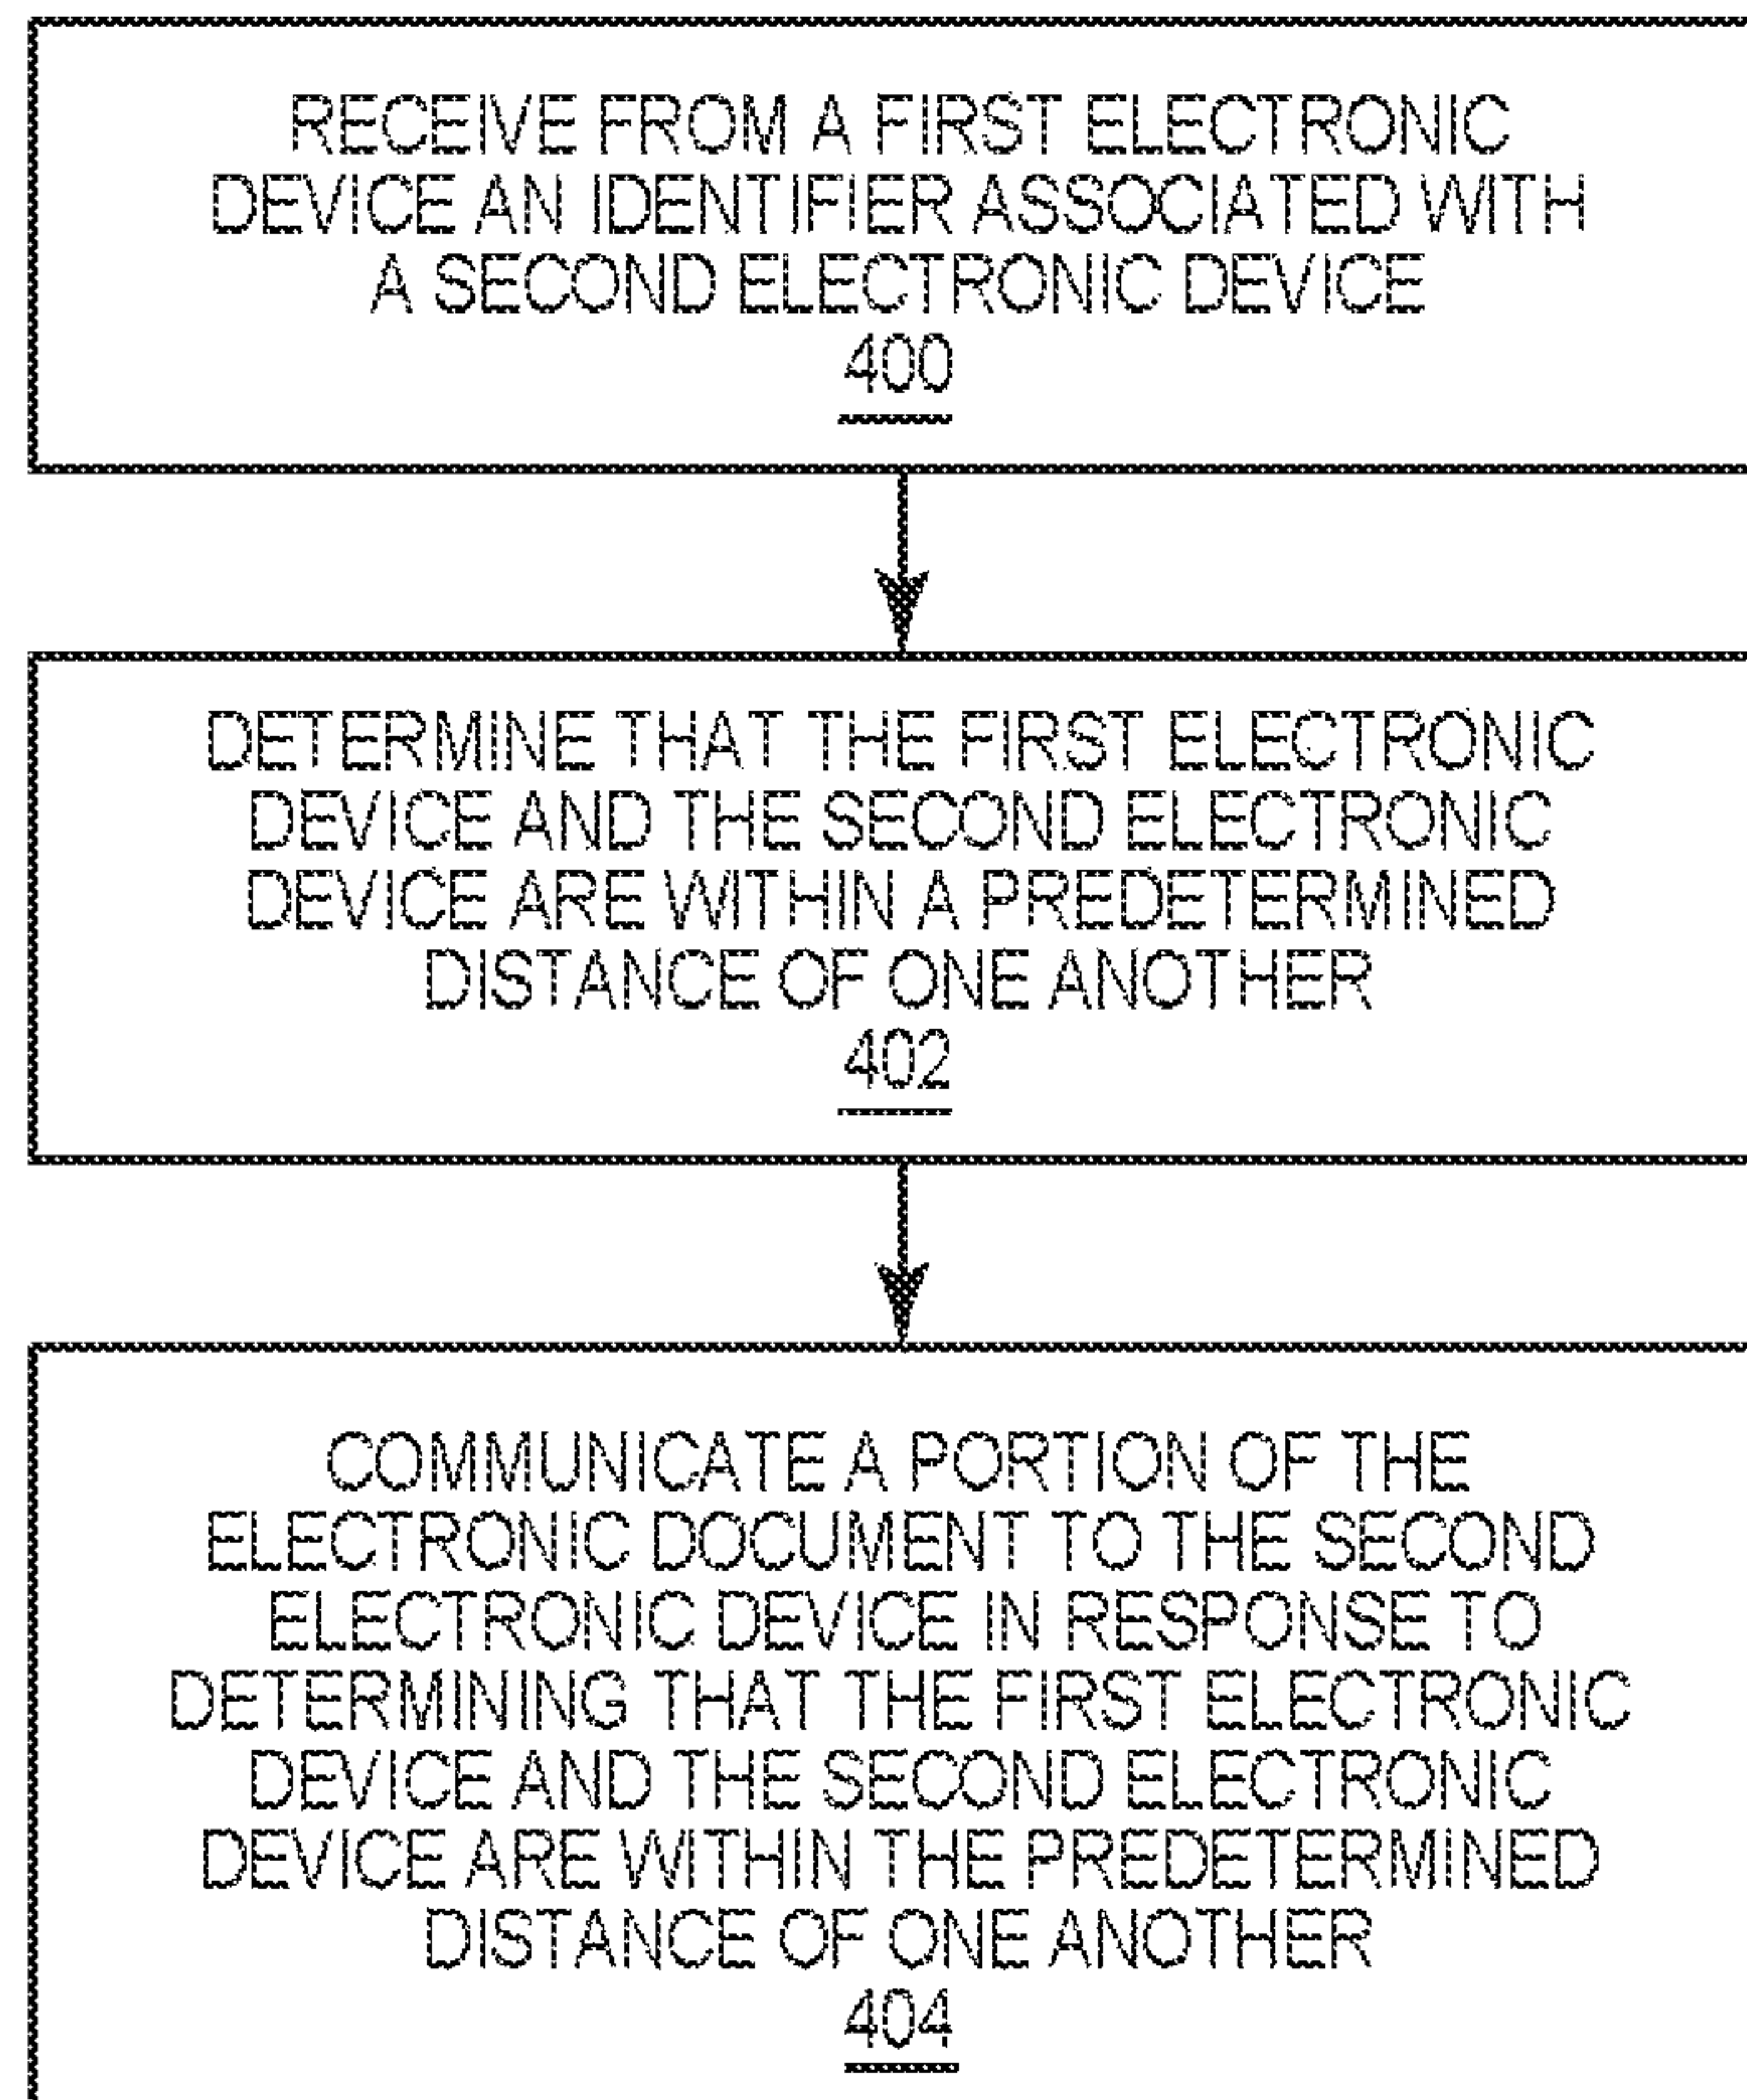 RECEIVE FROM A FIRST ELECTRONIC
DEVICE AN IDENTIFIER ASSOCIATED WITH
A SECOND ELECTRONIC DEVICE
400
DETERMINE THAT THE FIRST ELECTRONIC
DEVICE AND THE SECOND ELECTRONIC
DEVICE ARE WITHIN A PREDETERMINED
DISTANCE OF ONE ANOTHER
402
COMMUNICATE A PORTION OF THE
ELECTRONIC DOCUMENT TO THE SECOND
ELECTRONIC DEVICE IN RESPONSE TO
DETERMINING THAT THE FIRST ELECTRONIC
DEVICE AND THE SECOND ELECTRONIC
DEVICE ARE WITHIN THE PREDETERMINED
DISTANCE OF ONE ANOTHER
404